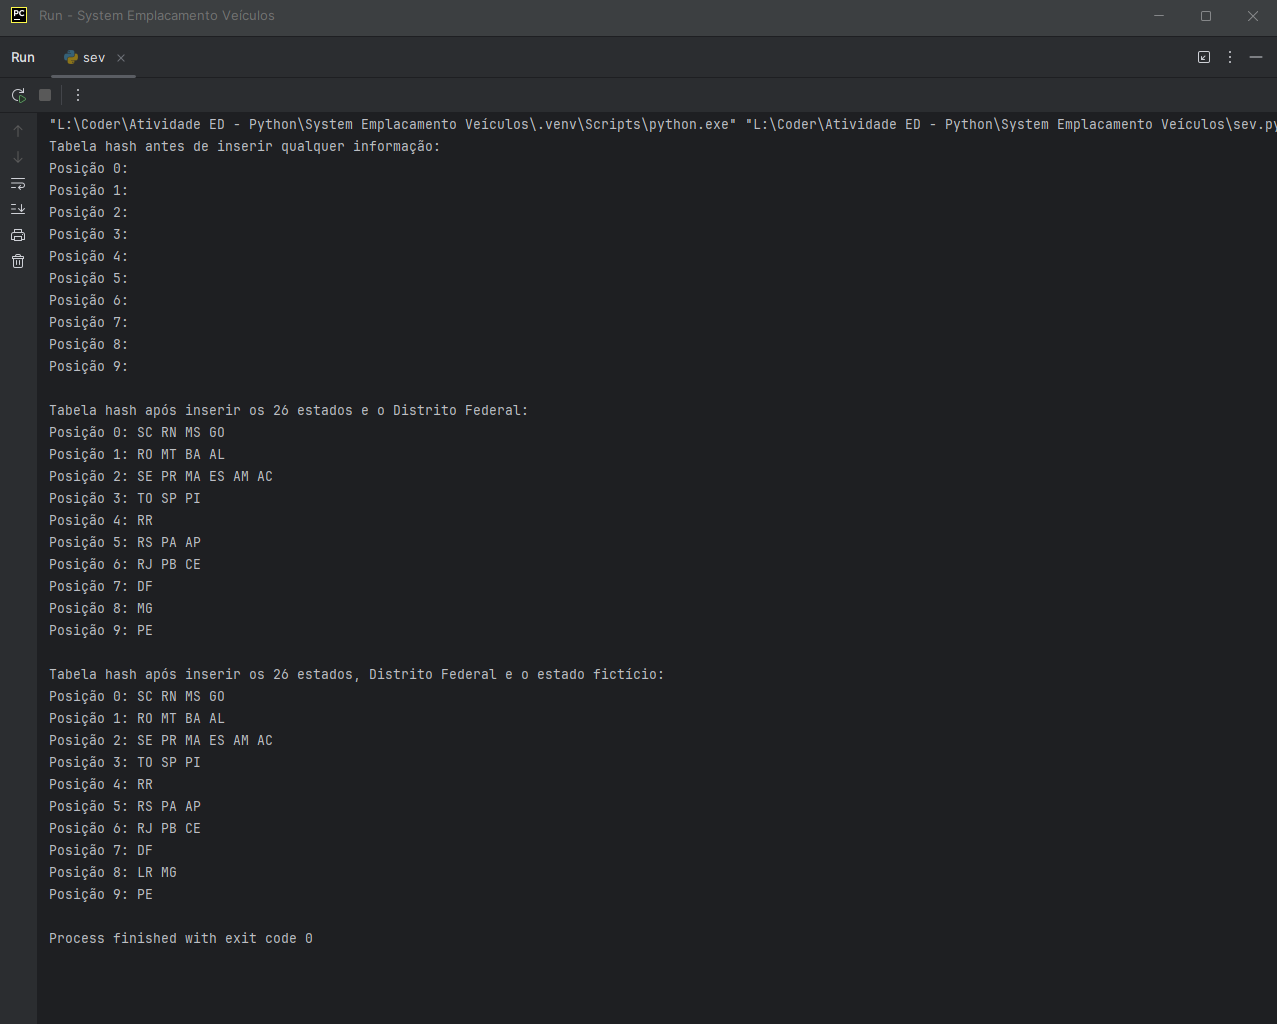 PC Run - System Emplacamento Veículos
Run sev
"L:\Coder\Atividade ED - Python\System Emplacamento Veículos\.venv\Scripts\python.exe" "L:\Coder\Atividade ED - Python\System Emplacamento Veículos\sev.py
Tabela hash antes de inserir qualquer informação:
Posição 0:
Posição 1:
Posição 2:
Posição 3:
Posição 4:
Posição 5:
Posição 6:
Posição 7:
Posição 8:
Posição 9:
Tabela hash após inserir os 26 estados e o Distrito Federal:
Posição 0: SC RN MS GO
Posição 1: RO MT BA AL
Posição 2: SE PR MA ES AM AC
Posição 3: TO SP PI
Posição 4: RR
Posição 5: RS PA AP
Posição 6: RJ PB CE
Posição 7: DF
Posição 8: MG
Posição 9: PE
Tabela hash após inserir os 26 estados, Distrito Federal e o estado fictício:
Posição 0: SC RN MS GO
Posição 1: RO MT BA AL
Posição 2: SE PR MA ES AM AC
Posição 3: TO SP PI
Posição 4: RR
Posição 5: RS PA AP
Posição 6: RJ PB CE
Posição 7: DF
Posição 8: LR MG
Posição 9: PE
Process finished with exit code 0